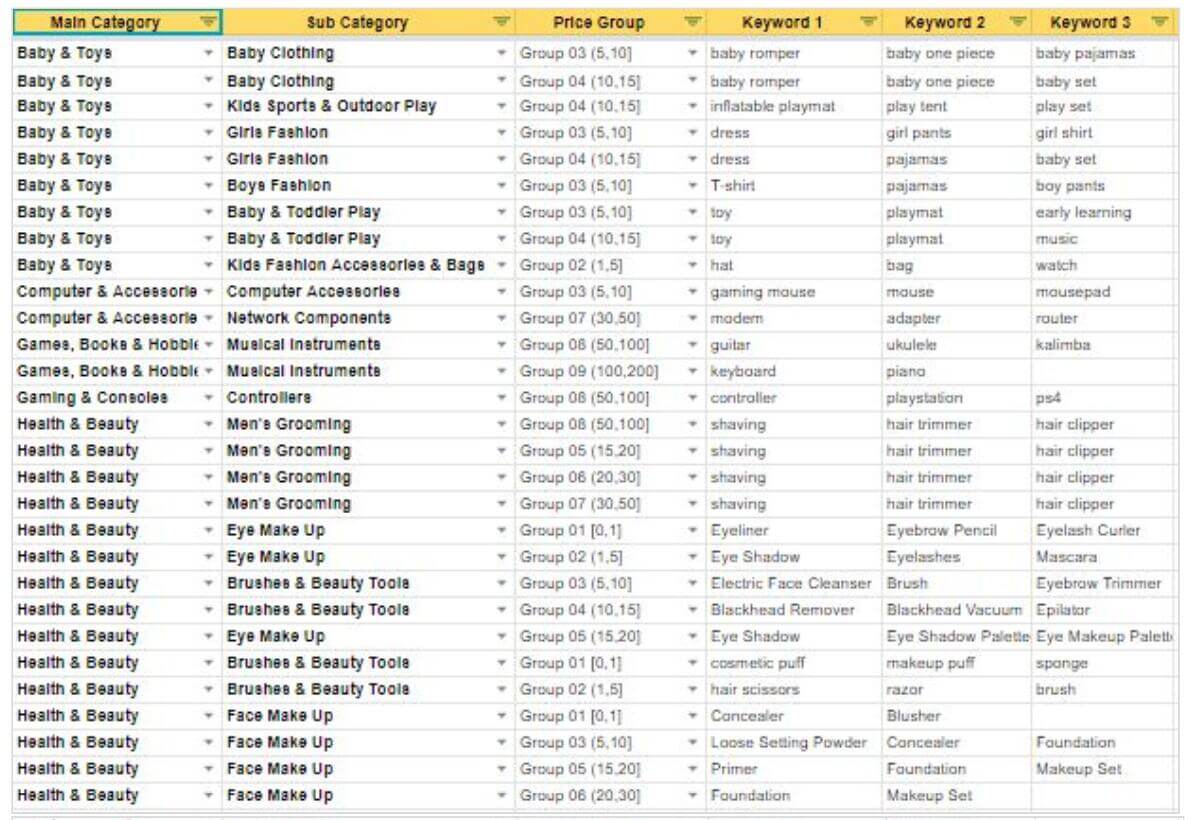 Main Category Sub Category Price Group Keyword 1 Keyword 2 Keyword 3
Baby & Toys Baby Clothing Group 03 (5,10] baby romper baby one piece baby pajamas
Baby & Toys Baby Clothing Group 04 (10,15] baby romper baby one piece baby set
Baby & Toys Kids Sports & Outdoor Play Group 04 (10,15] inflatable playmat play tent play set
Baby & Toys Girls Fashion Group 03 (5,10] dress girl pants girl shirt
Baby & Toys Girls Fashion Group 04 (10,15] dress pajamas baby set
Baby & Toys Boys Fashion Group 03 (5,10] T-shirt pajamas boy pants
Baby & Toys Baby & Toddler Play Group 03 (5,10] toy playmat early learning
Baby & Toys Baby & Toddler Play Group 04 (10,15] toy playmat music
Baby & Toys Kids Fashion Accessories & Bags Group 02 (1,5] hat bag watch
Computer & Accessorie Computer Accessories Group 03 (5,10] gaming mouse mouse mousepad
Computer & Accessorie Network Components Group 07 (30,50] modem adapter router
Games, Books & Hobbie Musical Instruments Group 08 (50,100] guitar ukulele kalimba
Games, Books & Hobbie Musical Instruments Group 09 (100,200] keyboard piano
Gaming & Consoles Controllers Group 08 (50,100] controller playstation ps4
Health & Beauty Men's Grooming Group 08 (50,100] shaving hair trimmer hair clipper
Health & Beauty Men's Grooming Group 05 (15,20] shaving hair trimmer hair clipper
Health & Beauty Men's Grooming Group 06 (20,30] shaving hair trimmer hair clipper
Health & Beauty Men's Grooming Group 07 (30,50] shaving hair trimmer hair clipper
Health & Beauty Eye Make Up Group 01 [0,1] Eyeliner Eyebrow Pencil Eyelash Curler
Health & Beauty Eye Make Up Group 02 (1,5] Eye Shadow Eyelashes Mascara
Health & Beauty Brushes & Beauty Tools Group 03 (5,10] Electric Face Cleanser Brush Eyebrow Trimmer
Health & Beauty Brushes & Beauty Tools Group 04 (10,15] Blackhead Remover Blackhead Vacuum Epilator
Health & Beauty Eye Make Up Group 05 (15,20] Eye Shadow Eye Shadow Palette Eye Makeup Palett
Health & Beauty Brushes & Beauty Tools Group 01 [0,1] cosmetic puff makeup puff sponge
Health & Beauty Brushes & Beauty Tools Group 02 (1,5] hair scissors razor brush
Health & Beauty Face Make Up Group 01 [0,1] Concealer Blusher
Health & Beauty Face Make Up Group 03 (5,10] Loose Setting Powder Concealer Foundation
Health & Beauty Face Make Up Group 05 (15,20] Primer Foundation Makeup Set
Health & Beauty Face Make Up Group 06 (20,30] Foundation Makeup Set